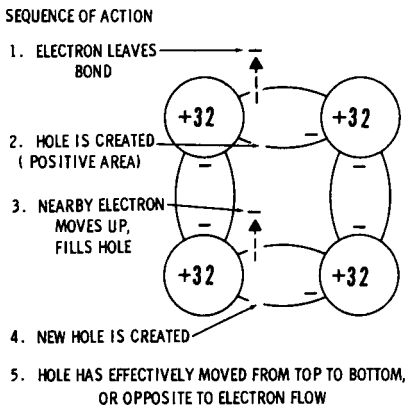 SEQUENCE OF ACTION
1. ELECTRON LEAVES
BOND
2. HOLE IS CREATED
( POSITIVE AREA)
3. NEARBY ELECTRON
MOVES UP,
FILLS HOLE
4. NEW HOLE IS CREATED
5. HOLE HAS EFFECTIVELY MOVED FROM TOP TO BOTTOM,
OR OPPOSITE TO ELECTRON FLOW
+32 +32
+32 +32